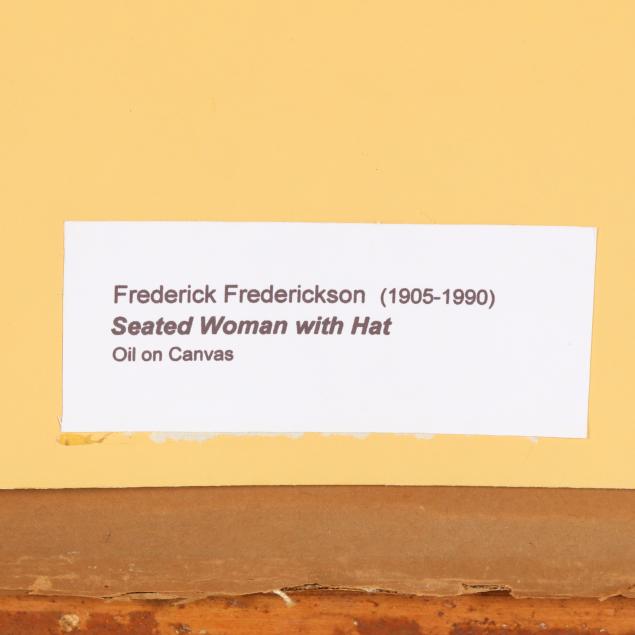 Frederick Frederickson (1905-1990)
Seated Woman with Hat
Oil on Canvas